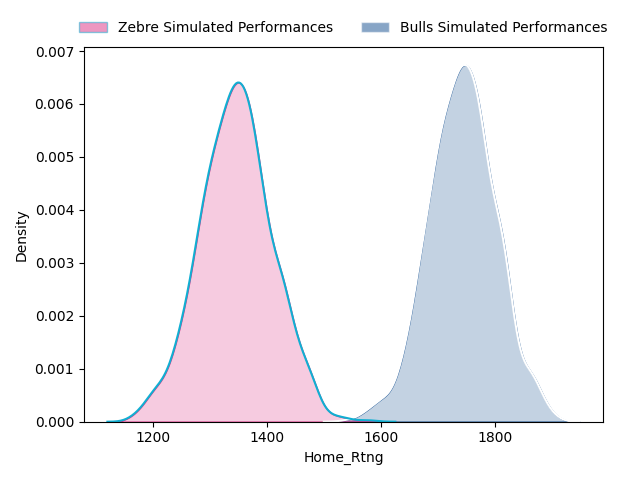 Zebre Simulated Performances Bulls Simulated Performances
0.007
0.006
0.005
0.004
0.003
0.002
0.001
0.000
Density
1200 1400 1600 1800
Home_Rtng